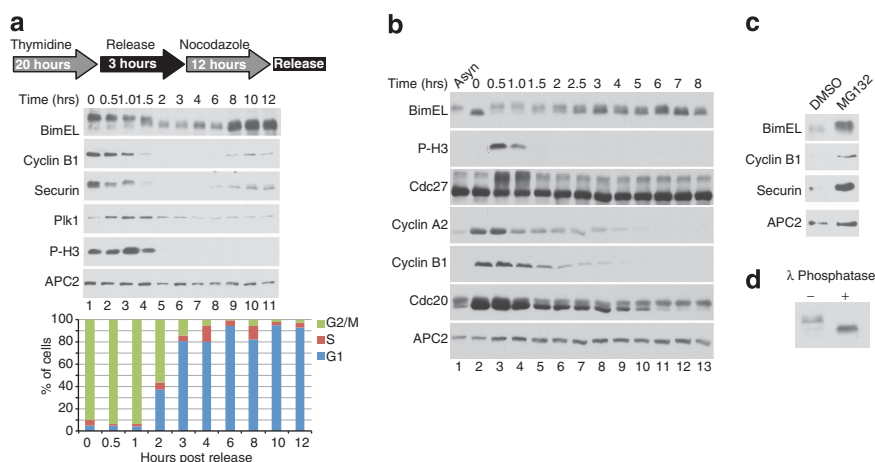 a
Thymidine Release Nocodazole
20 hours 3 hours 12 hours Release
Time (hrs) 0 0.5 1.0 1.5 2 3 4 6 8 10 12
BimEL
Cyclin B1
Securin
Plk1
P-H3
APC2
1 2 3 4 5 6 7 8 9 10 11
% of cells
100
80
60
40
20
0
G2/M
S
G1
0 0.5 1 2 3 4 6 8 10 12
Hours post release
b
Time (hrs) Asyn 0 0.5 1.0 1.5 2 2.5 3 4 5 6 7 8
BimEL
P-H3
Cdc27
Cyclin A2
Cyclin B1
Cdc20
APC2
1 2 3 4 5 6 7 8 9 10 11 12 13
c
DMSO MG132
BimEL
Cyclin B1
Securin
APC2
d
λ Phosphatase
– +